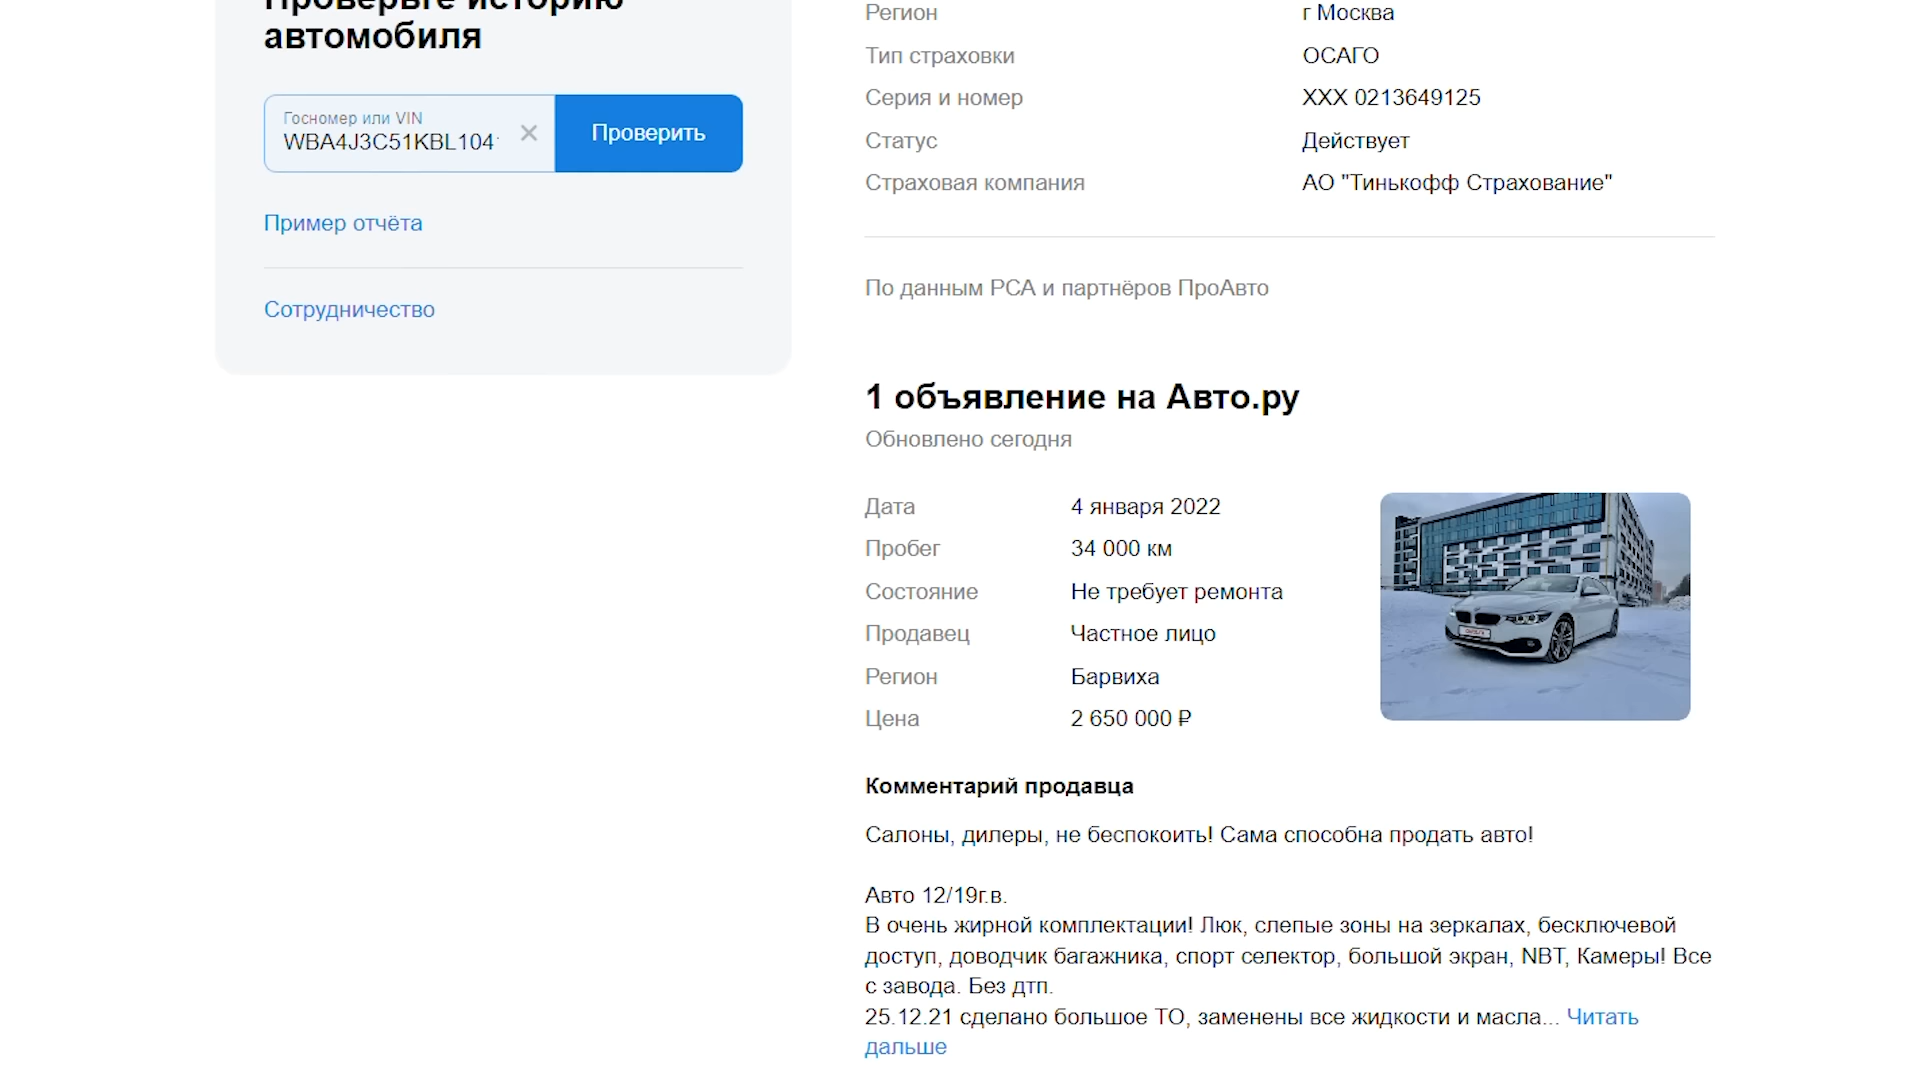 Проверьте историю
автомобиля
Госномер или VIN
WBA4J3C51KBL104
Проверить
Пример отчёта
Сотрудничество
Регион г Москва
Тип страховки ОСАГО
Серия и номер XXX 0213649125
Статус Действует
Страховая компания АО "Тинькофф Страхование"
По данным РСА и партнёров ПроАвто
1 объявление на Авто.ру
Обновлено сегодня
Дата 4 января 2022
Пробег 34 000 км
Состояние Не требует ремонта
Продавец Частное лицо
Регион Барвиха
Цена 2 650 000 ₽
Комментарий продавца
Салоны, дилеры, не беспокоить! Сама способна продать авто!
Авто 12/19г.в.
В очень жирной комплектации! Люк, слепые зоны на зеркалах, бесключевой
доступ, доводчик багажника, спорт селектор, большой экран, NBT, Камеры! Все
с завода. Без дтп.
25.12.21 сделано большое ТО, заменены все жидкости и масла... Читать
дальше